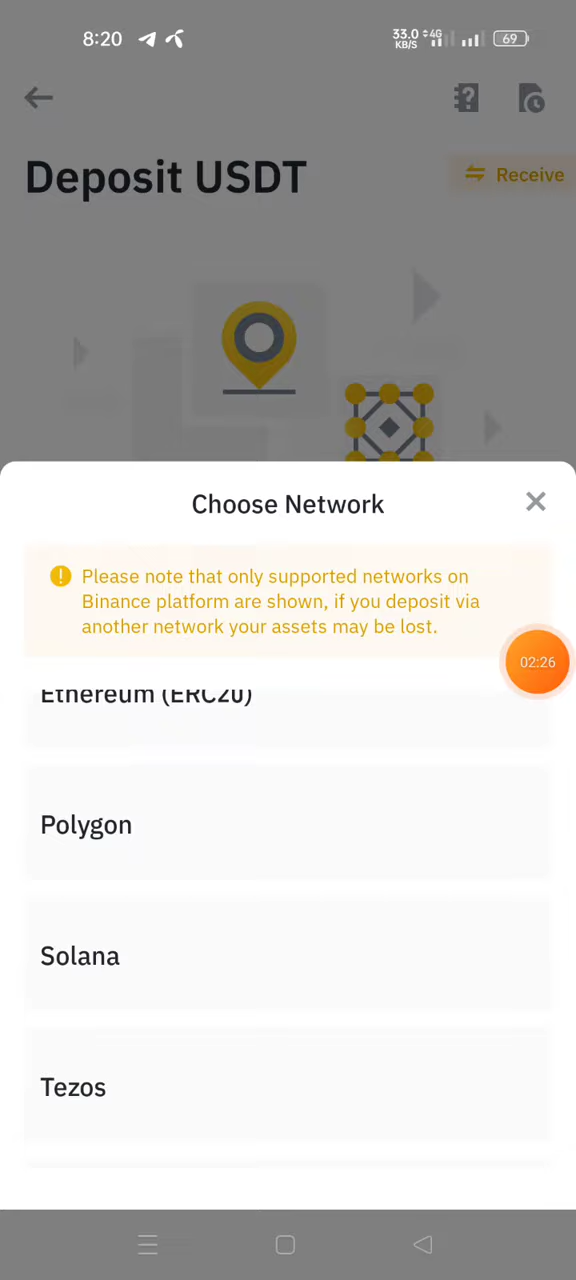 8:20
33.0 KB/S
4G
69
Deposit USDT
Receive
Choose Network
Please note that only supported networks on
Binance platform are shown, if you deposit via
another network your assets may be lost.
02:26
Ethereum (ERC20)
Polygon
Solana
Tezos